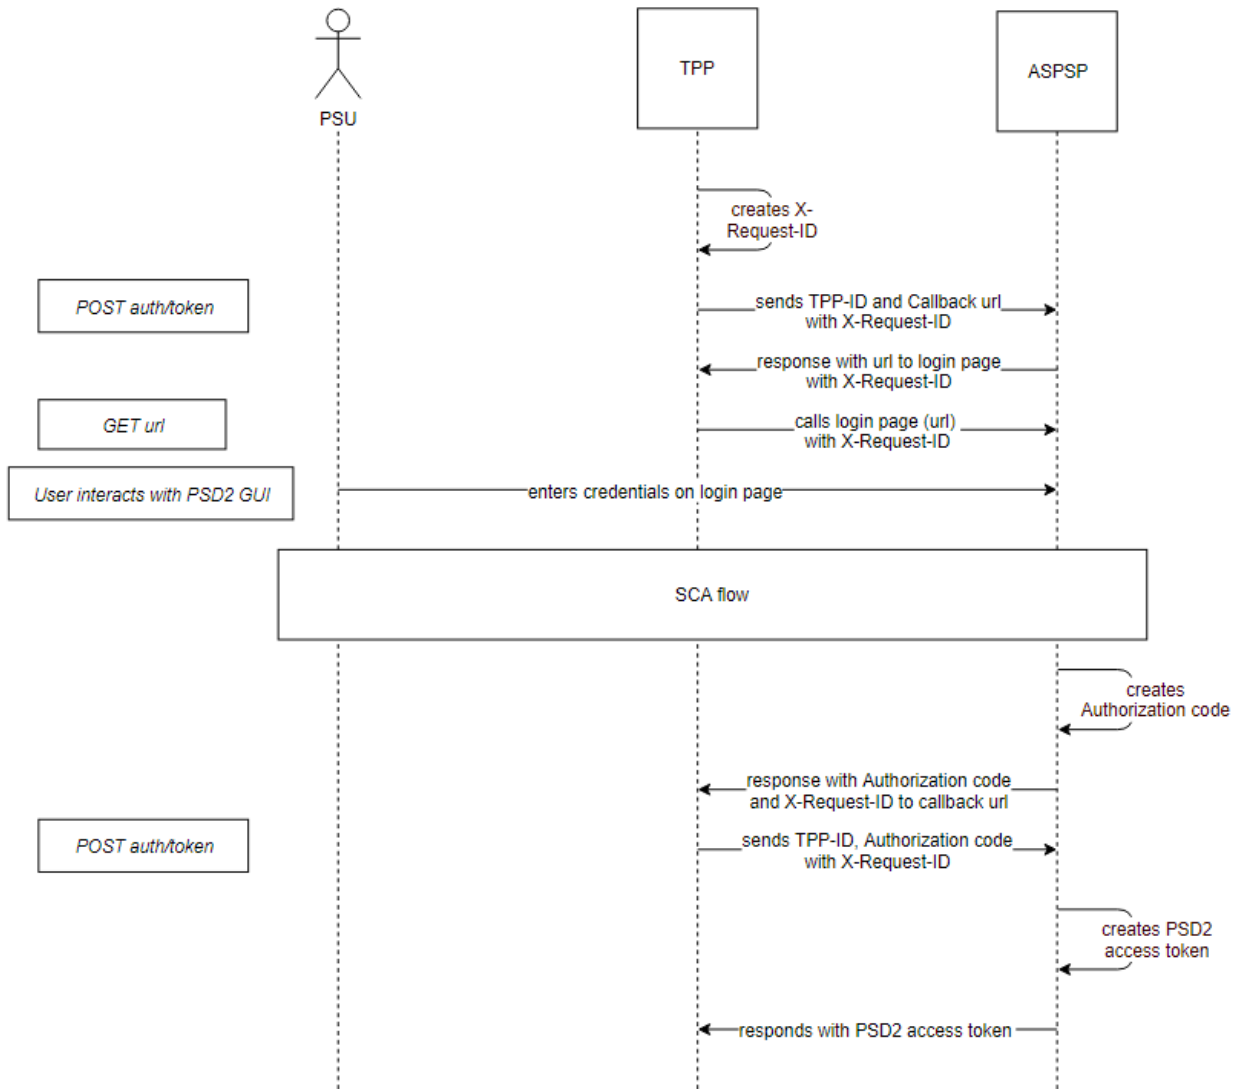 PSU
TPP
ASPSP
creates X-
Request-ID
POST auth/token
sends TPP-ID and Callback url
with X-Request-ID
response with url to login page
with X-Request-ID
GET url
calls login page (url)
with X-Request-ID
User interacts with PSD2 GUI
enters credentials on login page
SCA flow
creates
Authorization code
response with Authorization code
and X-Request-ID to callback url
POST auth/token
sends TPP-ID, Authorization code
with X-Request-ID
creates PSD2
access token
responds with PSD2 access token